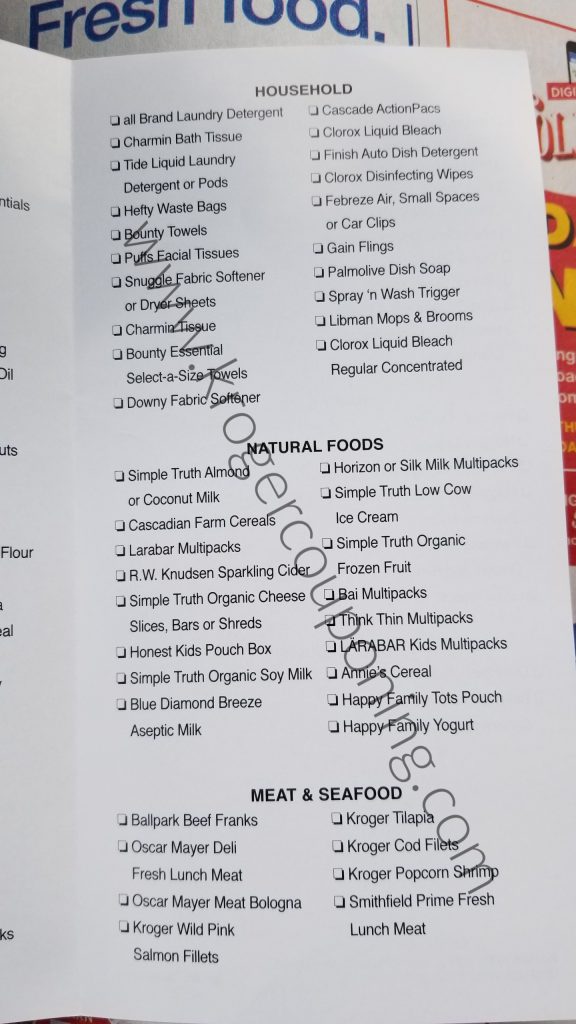 Fresh food.
HOUSEHOLD
❏ all Brand Laundry Detergent
❏ Charmin Bath Tissue
❏ Tide Liquid Laundry
Detergent or Pods
❏ Hefty Waste Bags
❏ Bounty Towels
❏ Puffs Facial Tissues
❏ Snuggle Fabric Softener
or Dryer Sheets
❏ Charmin Tissue
❏ Bounty Essential
Select-a-Size Towels
❏ Downy Fabric Softener
❏ Cascade ActionPacs
❏ Clorox Liquid Bleach
❏ Finish Auto Dish Detergent
❏ Clorox Disinfecting Wipes
❏ Febreze Air, Small Spaces
or Car Clips
❏ Gain Flings
❏ Palmolive Dish Soap
❏ Spray 'n Wash Trigger
❏ Libman Mops & Brooms
❏ Clorox Liquid Bleach
Regular Concentrated
NATURAL FOODS
❏ Simple Truth Almond
or Coconut Milk
❏ Cascadian Farm Cereals
❏ Larabar Multipacks
❏ R.W. Knudsen Sparkling Cider
❏ Simple Truth Organic Cheese
Slices, Bars or Shreds
❏ Honest Kids Pouch Box
❏ Simple Truth Organic Soy Milk
❏ Blue Diamond Breeze
Aseptic Milk
❏ Horizon or Silk Milk Multipacks
❏ Simple Truth Low Cow
Ice Cream
❏ Simple Truth Organic
Frozen Fruit
❏ Bai Multipacks
❏ Think Thin Multipacks
❏ LÄRABAR Kids Multipacks
❏ Annie's Cereal
❏ Happy Family Tots Pouch
❏ Happy Family Yogurt
MEAT & SEAFOOD
❏ Ballpark Beef Franks
❏ Oscar Mayer Deli
Fresh Lunch Meat
❏ Oscar Mayer Meat Bologna
❏ Kroger Wild Pink
Salmon Fillets
❏ Kroger Tilapia
❏ Kroger Cod Filets
❏ Kroger Popcorn Shrimp
❏ Smithfield Prime Fresh
Lunch Meat
www.krogercouponing.com
Flour
Oil